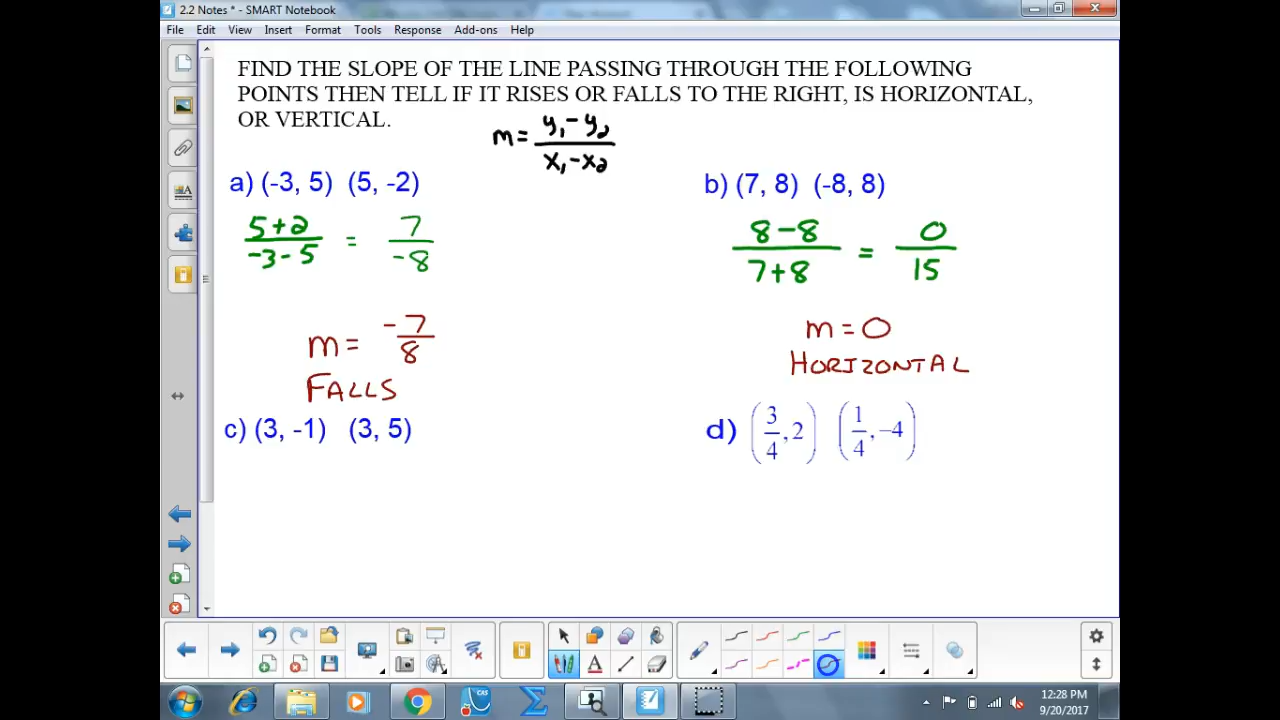 2.2 Notes * - SMART Notebook
File Edit View Insert Format Tools Response Add-ons Help
FIND THE SLOPE OF THE LINE PASSING THROUGH THE FOLLOWING
POINTS THEN TELL IF IT RISES OR FALLS TO THE RIGHT, IS HORIZONTAL,
OR VERTICAL.
m = y₁ - y₂ / x₁ - x₂
a) (-3, 5) (5, -2)
5 + 2 / -3 - 5 = 7 / -8
m = -7 / 8
FALLS
b) (7, 8) (-8, 8)
8 - 8 / 7 + 8 = 0 / 15
m = 0
HORIZONTAL
c) (3, -1) (3, 5)
d) (3/4, 2) (1/4, -4)
12:28 PM
9/20/2017